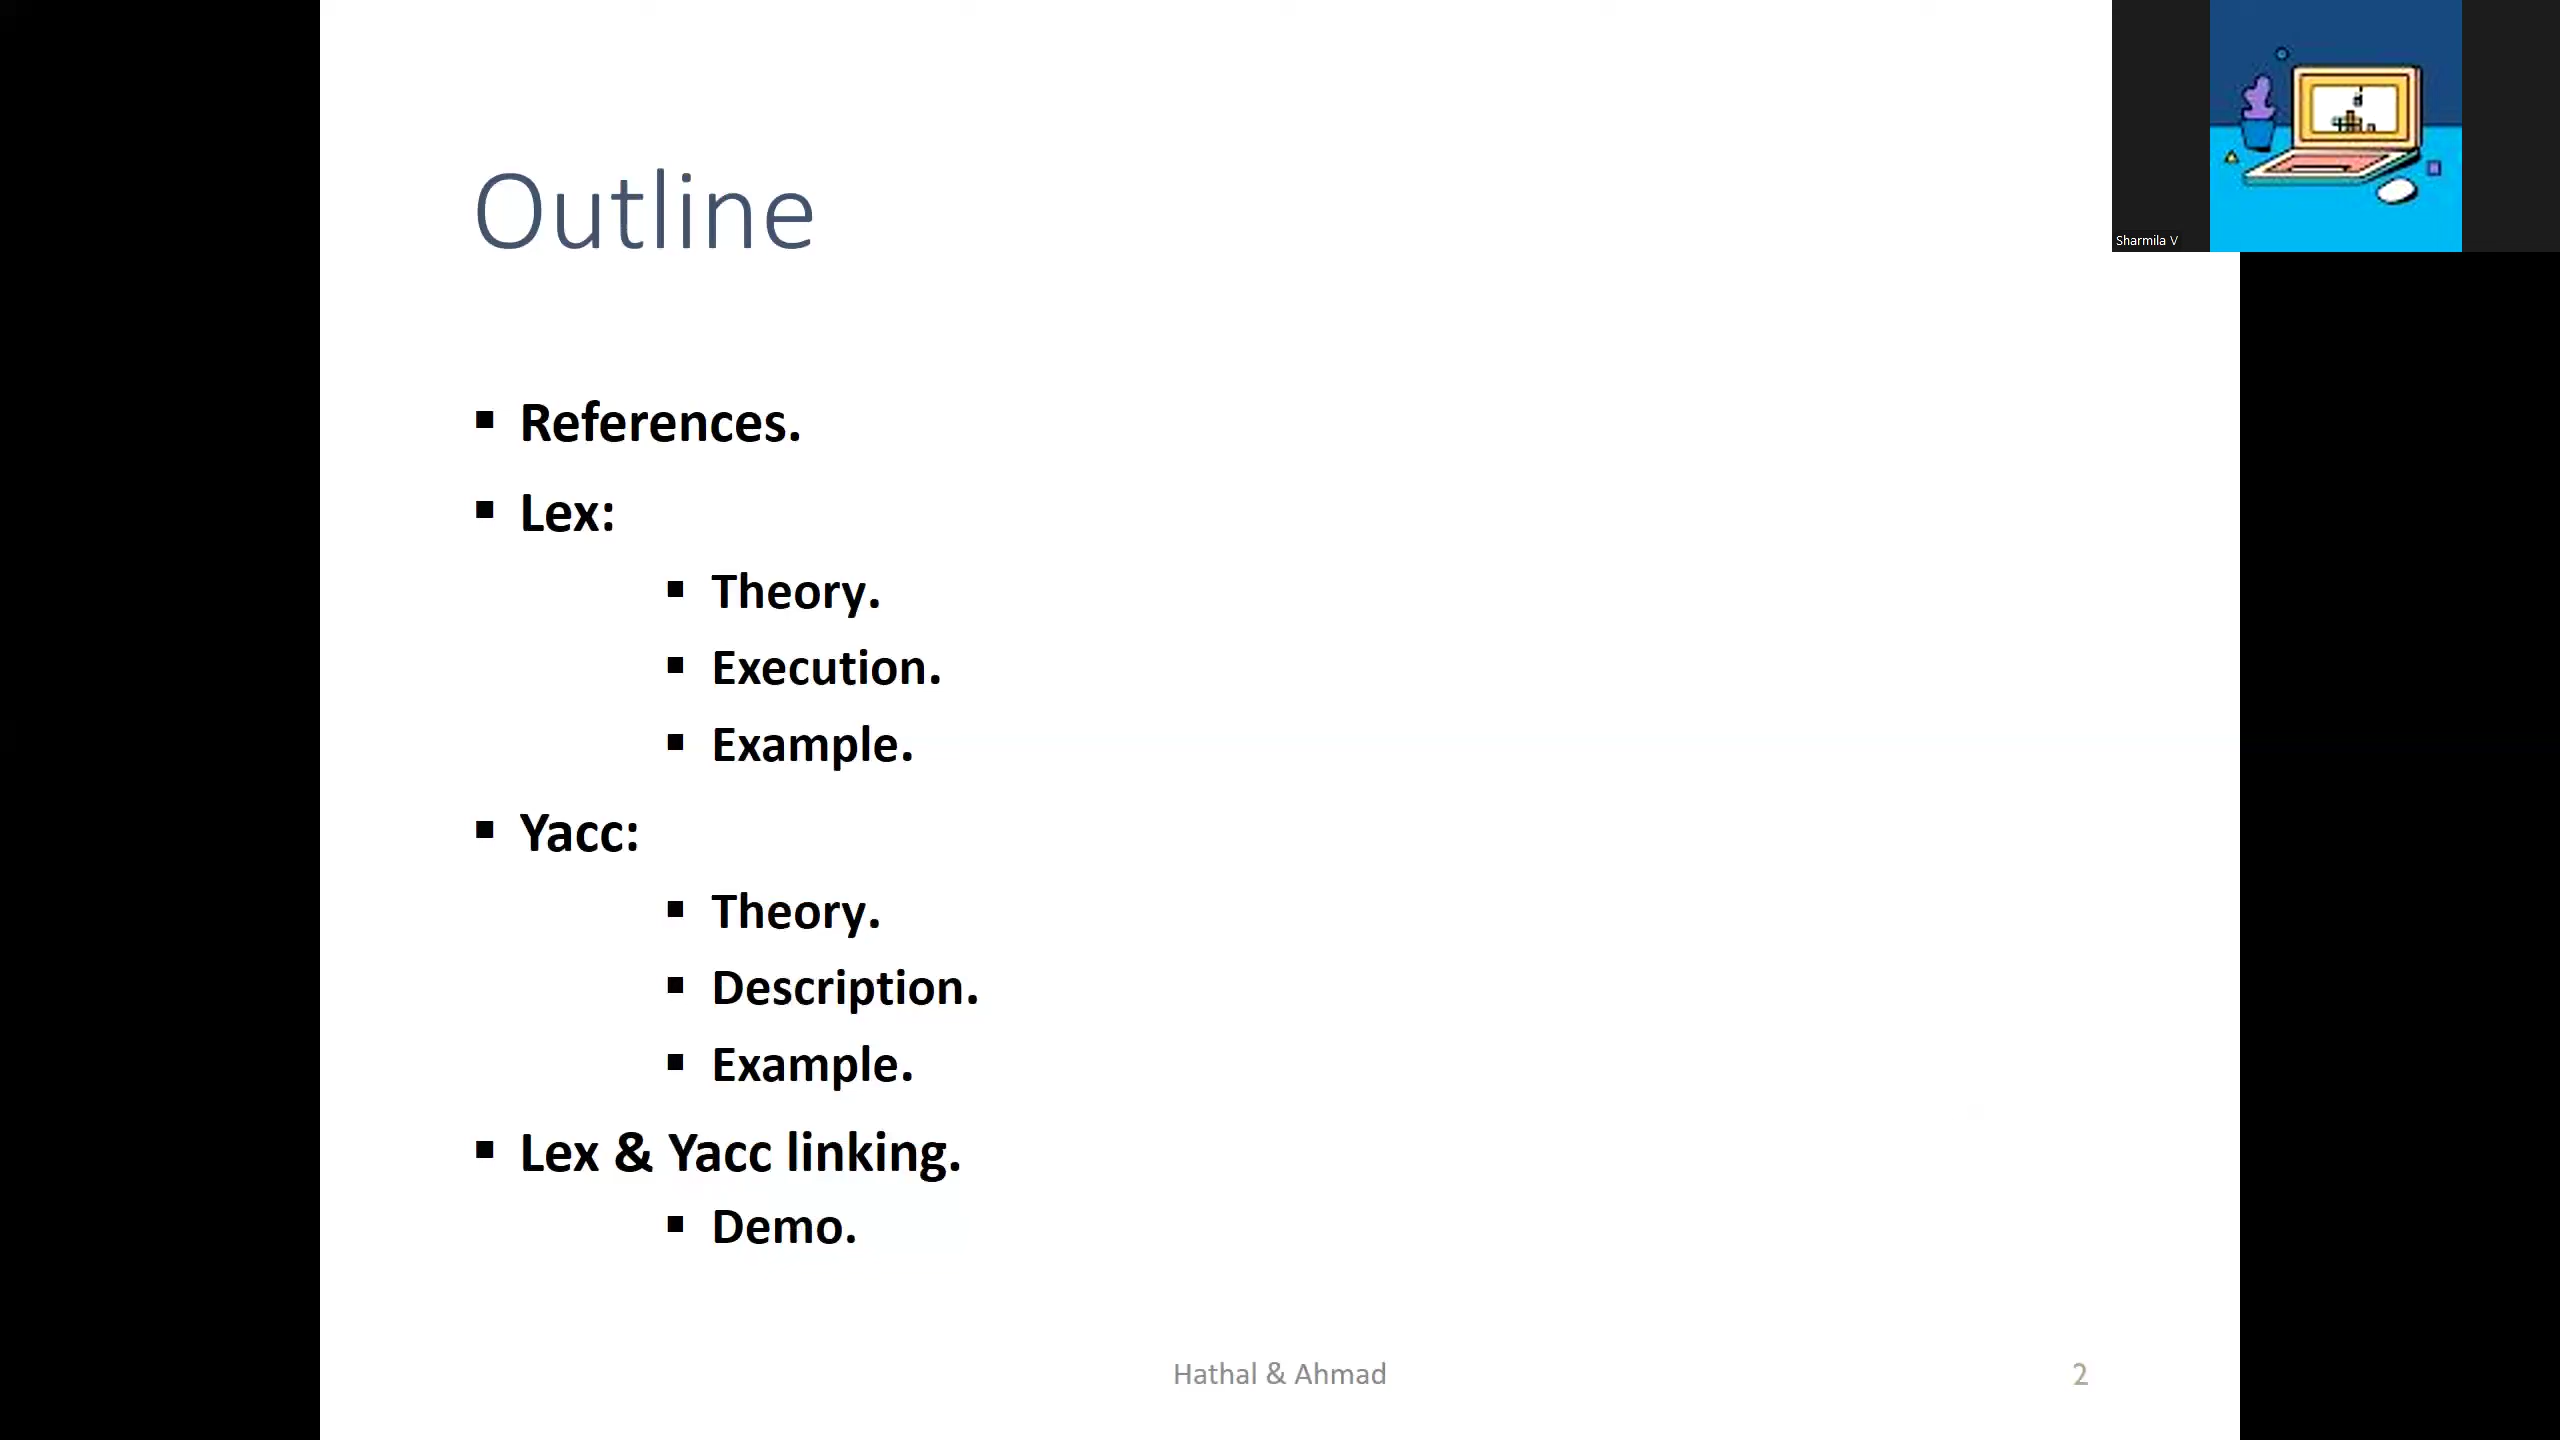 Sharmila V
Outline
▪ References.
▪ Lex:
▪ Theory.
▪ Execution.
▪ Example.
▪ Yacc:
▪ Theory.
▪ Description.
▪ Example.
▪ Lex & Yacc linking.
▪ Demo.
Hathal & Ahmad
2